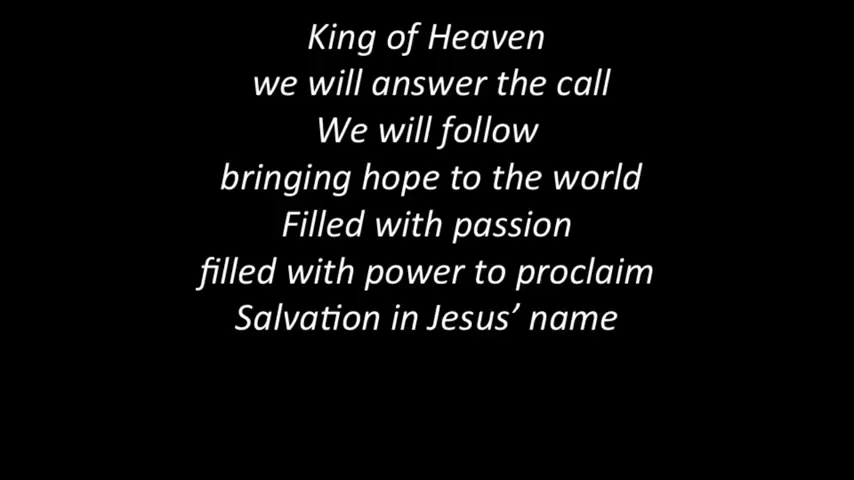 King of Heaven
we will answer the call
We will follow
bringing hope to the world
Filled with passion
filled with power to proclaim
Salvation in Jesus’ name